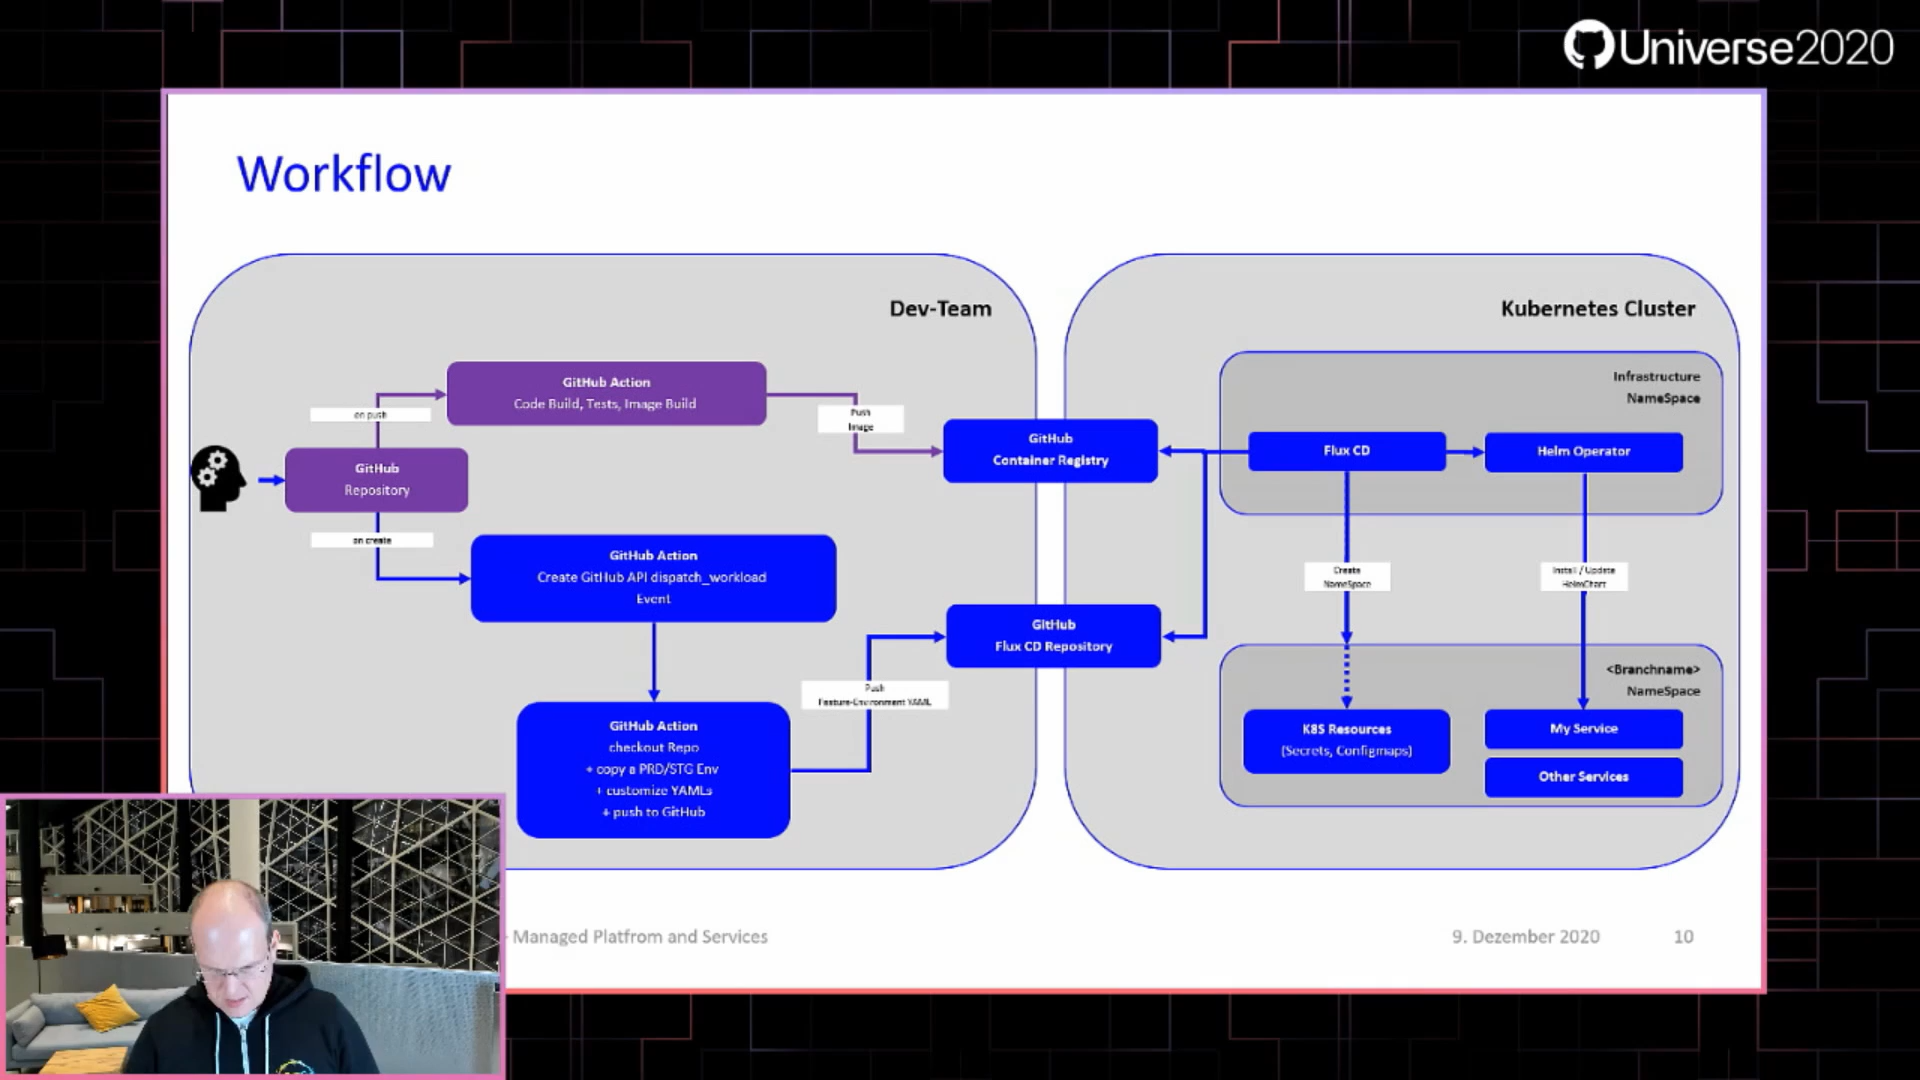 Universe2020
Workflow
Dev-Team
Kubernetes Cluster
GitHub Action
Code Build, Tests, Image Build
on push
Push
Image
GitHub
Repository
on create
GitHub Action
Create GitHub API dispatch_workload
Event
GitHub Action
checkout Repo
+ copy a PRD/STG Env
+ customize YAMLs
+ push to GitHub
Push
Feature-Environment YAML
GitHub
Container Registry
GitHub
Flux CD Repository
Infrastructure
NameSpace
Flux CD
Helm Operator
Create
NameSpace
Install / Update
HelmChart
<Branchname>
NameSpace
K8S Resources
(Secrets, Configmaps)
My Service
Other Services
- Managed Platfrom and Services
9. Dezember 2020
10